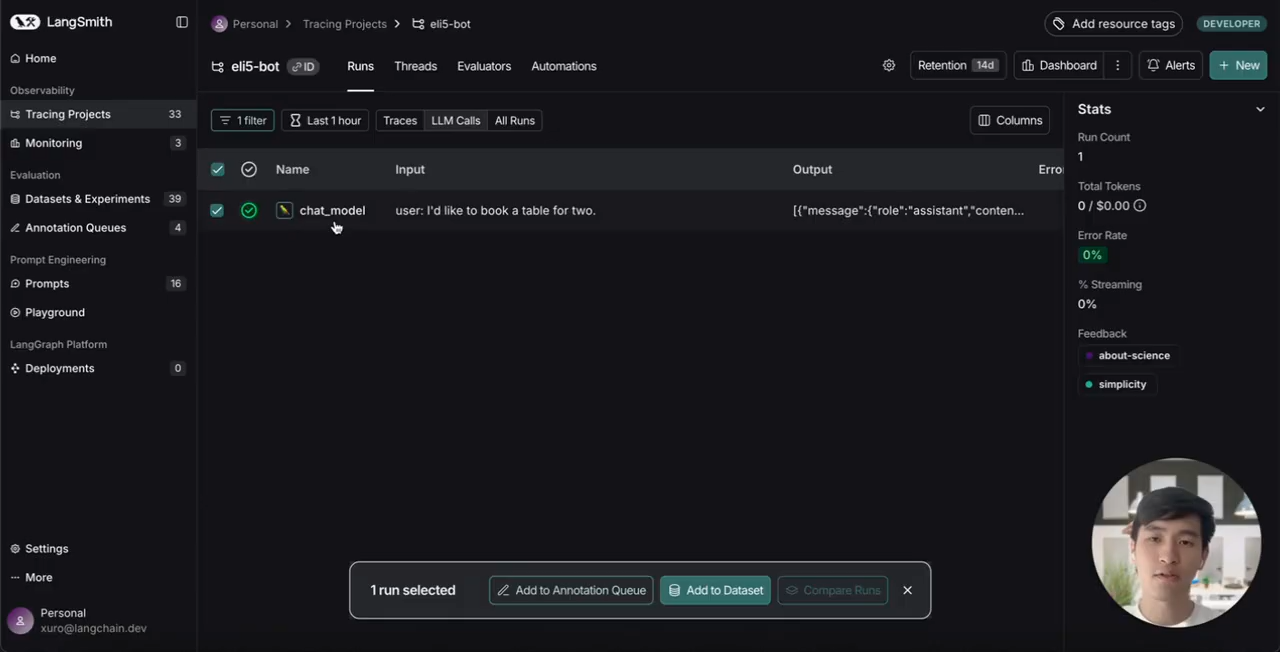 LangSmith
Personal > Tracing Projects > eli5-bot
Add resource tags
DEVELOPER
eli5-bot
ID
Runs
Threads
Evaluators
Automations
Retention 14d
Dashboard
Alerts
+ New
Home
Observability
Tracing Projects 33
Monitoring 3
Evaluation
Datasets & Experiments 39
Annotation Queues 4
Prompt Engineering
Prompts 16
Playground
LangGraph Platform
Deployments 0
Settings
More
Personal
xuro@langchain.dev
1 filter
Last 1 hour
Traces
LLM Calls
All Runs
Columns
Name Input Output Erro
chat_model user: I'd like to book a table for two. [{"message":{"role":"assistant","conten...
1 run selected
Add to Annotation Queue
Add to Dataset
Compare Runs
Stats
Run Count
1
Total Tokens
0 / $0.00
Error Rate
0%
% Streaming
0%
Feedback
about-science
simplicity